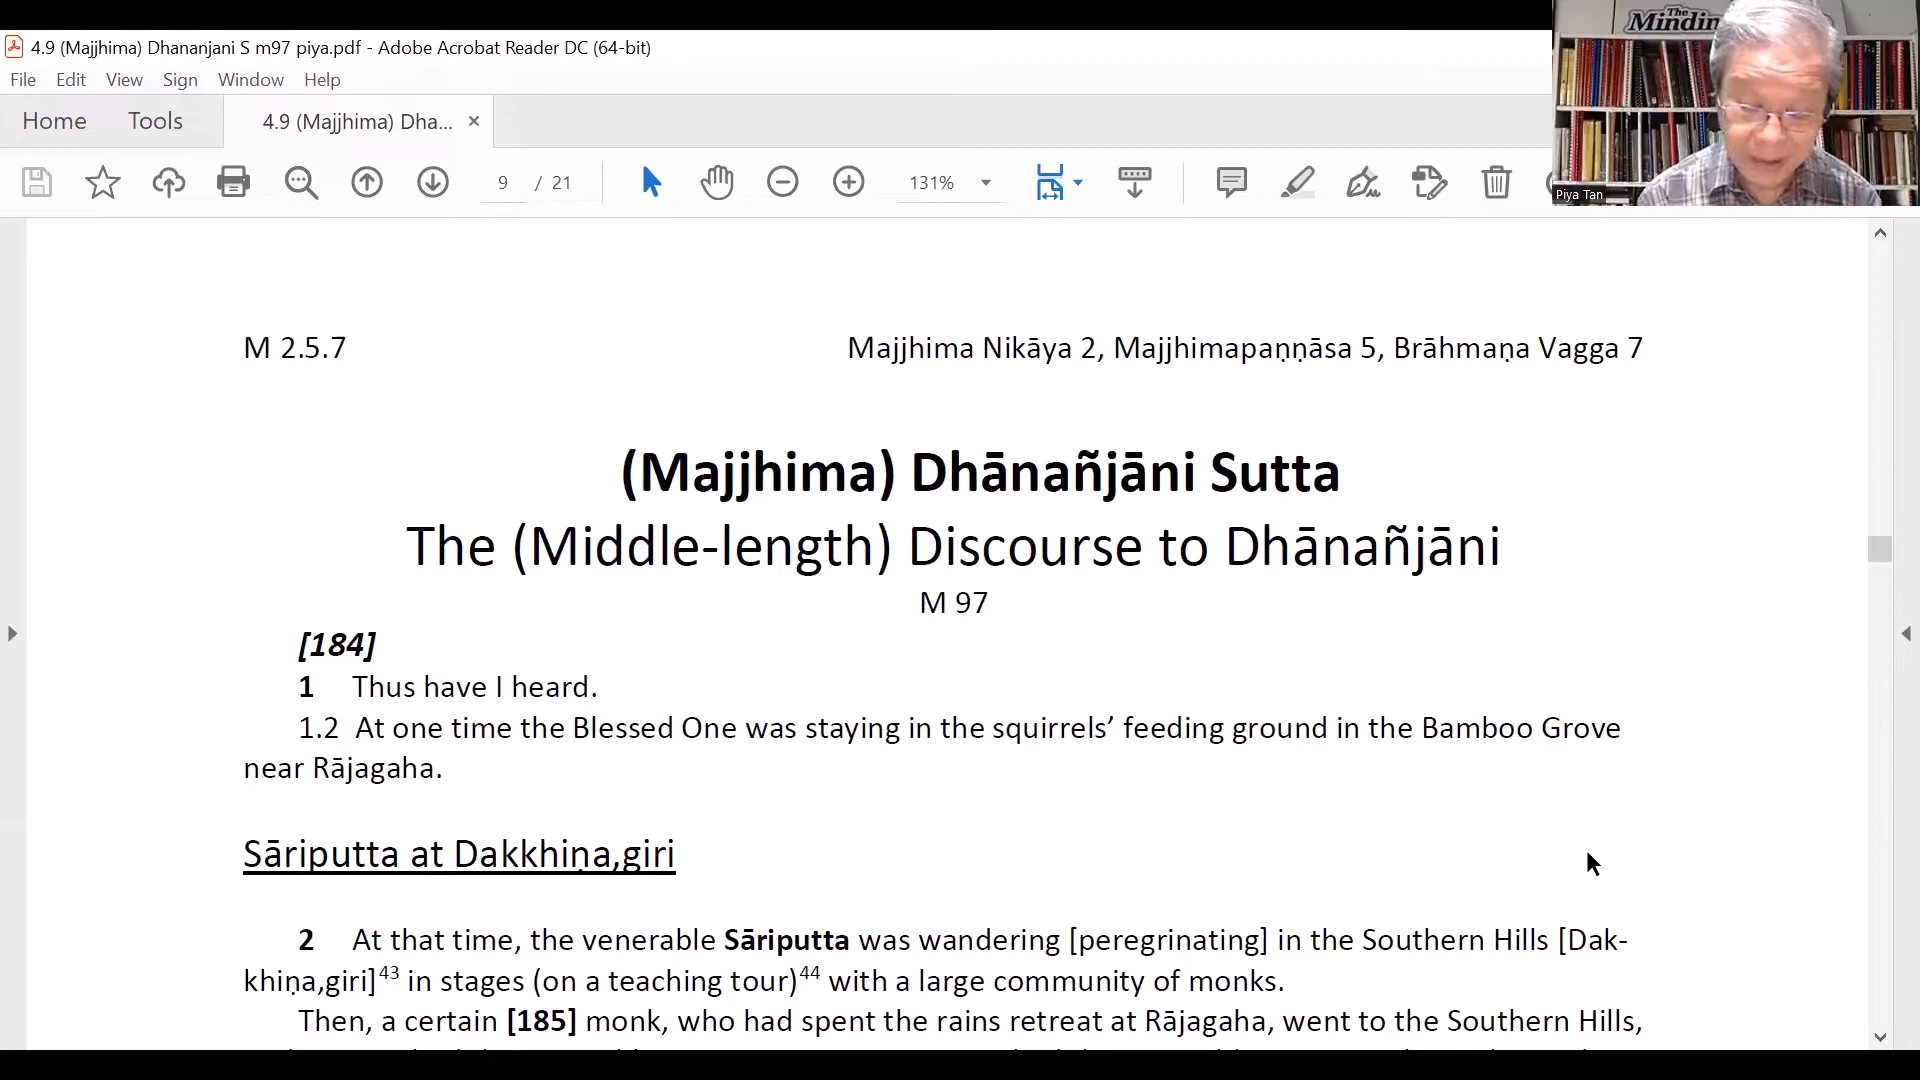 4.9 (Majjhima) Dhananjani S m97 piya.pdf - Adobe Acrobat Reader DC (64-bit)
File Edit View Sign Window Help
Home Tools 4.9 (Majjhima) Dha... ×
9 / 21 131%
The
Piya Tan
M 2.5.7 Majjhima Nikāya 2, Majjhimapaṇṇāsa 5, Brāhmaṇa Vagga 7
(Majjhima) Dhānañjāni Sutta
The (Middle-length) Discourse to Dhānañjāni
M 97
[184]
1 Thus have I heard.
1.2 At one time the Blessed One was staying in the squirrels’ feeding ground in the Bamboo Grove
near Rājagaha.
Sāriputta at Dakkhiṇa,giri
2 At that time, the venerable Sāriputta was wandering [peregrinating] in the Southern Hills [Dak-
khiṇa,giri]43 in stages (on a teaching tour)44 with a large community of monks.
Then, a certain [185] monk, who had spent the rains retreat at Rājagaha, went to the Southern Hills,